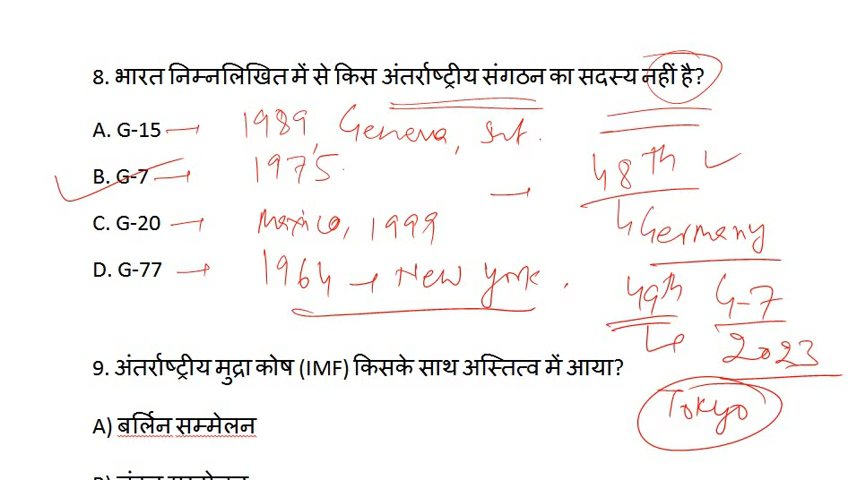 8. भारत निम्नलिखित में से किस अंतर्राष्ट्रीय संगठन का सदस्य नहीं है?
A. G-15 → 1989, Geneva,
B. G-7 → 1975.
→ 48th ✓
C. G-20 → Mexico, 1999
Germany
D. G-77 → 1964 → New York.
49th G-7
2023
Tokyo
9. अंतर्राष्ट्रीय मुद्रा कोष (IMF) किसके साथ अस्तित्व में आया?
A) बर्लिन सम्मेलन